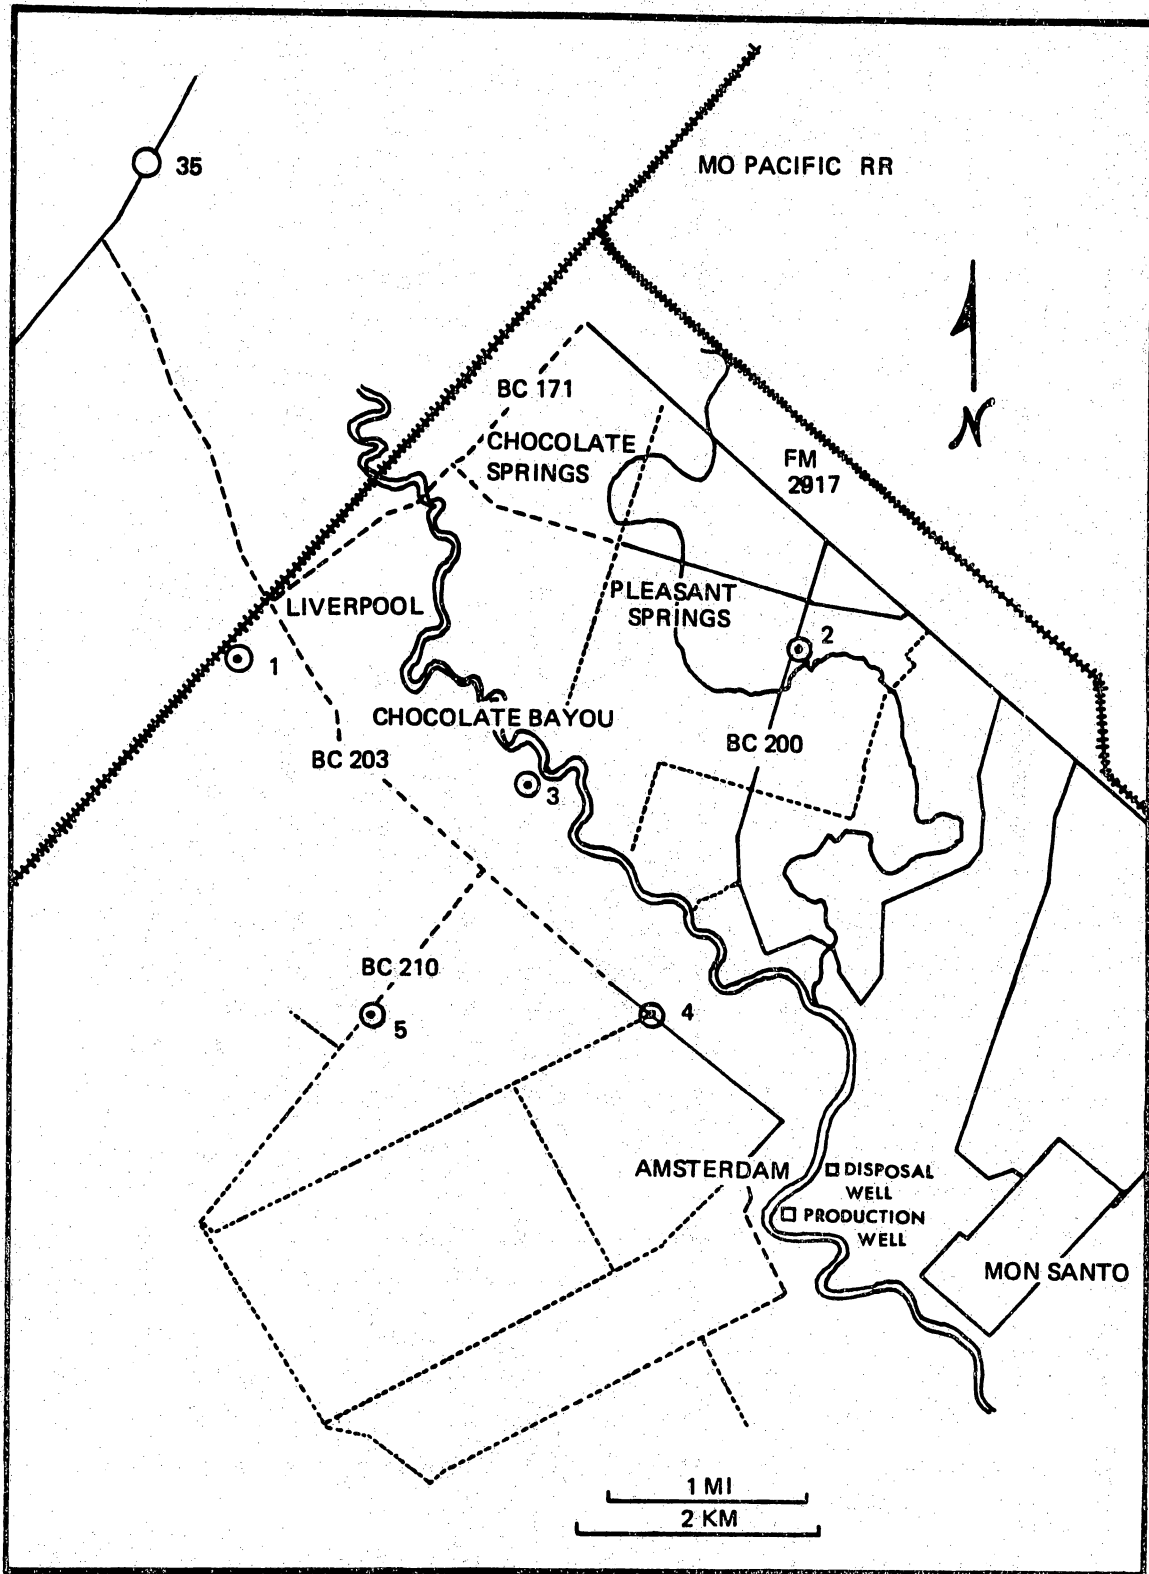 MO PACIFIC RR
35
N
BC 171
CHOCOLATE
SPRINGS
FM
2917
LIVERPOOL
PLEASANT
SPRINGS
2
1
CHOCOLATE BAYOU
BC 203
BC 200
3
BC 210
5
4
AMSTERDAM
DISPOSAL
WELL
PRODUCTION
WELL
MON SANTO
1 MI
2 KM